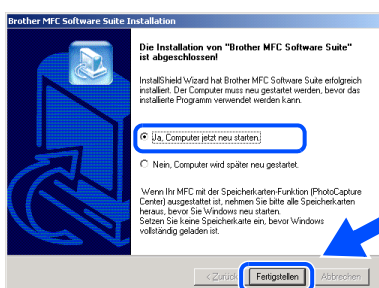 Brother MFC Software Suite Installation
Die Installation von "Brother MFC Software Suite"
ist abgeschlossen!
InstallShield Wizard hat Brother MFC Software Suite erfolgreich
installiert. Der Computer muss neu gestartet werden, bevor das
installierte Programm verwendet werden kann.
Ja, Computer jetzt neu starten.
Nein, Computer wird später neu gestartet.
Wenn Ihr MFC mit der Speicherkarten-Funktion (PhotoCapture
Center) ausgestattet ist, nehmen Sie bitte alle Speicherkarten
heraus, bevor Sie Windows neu starten.
Setzen Sie keine Speicherkarte ein, bevor Windows
vollständig geladen ist.
< Zurück
Fertigstellen
Abbrechen